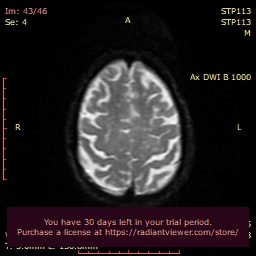 Im: 43/46
Se: 4
A
STP113
STP113
M
Ax DWI B 1000
R
L
You have 30 days left in your trial period.
Purchase a license at https://radiantviewer.com/store/